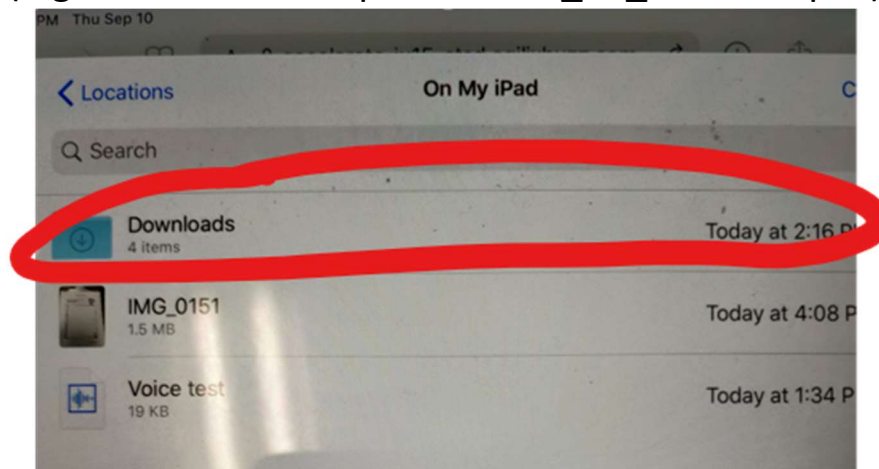 PM Thu Sep 10
Locations
On My iPad
Search
Downloads
4 items
Today at 2:16 P
IMG_0151
1.5 MB
Today at 4:08 P
Voice test
19 KB
Today at 1:34 P